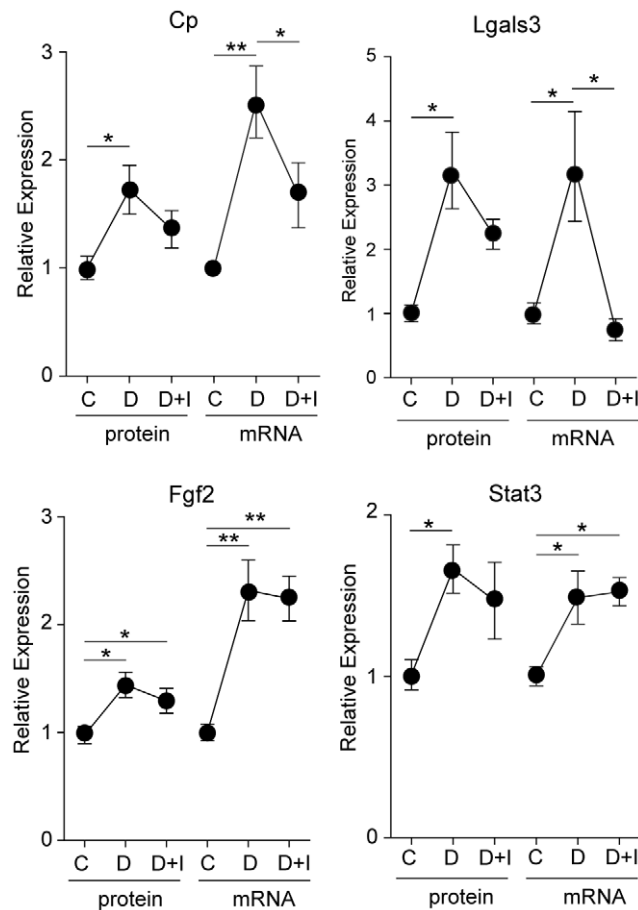 Cp
Relative Expression
3
2
1
0
*
**
*
C D D+I C D D+I
protein mRNA
Lgals3
Relative Expression
5
4
3
2
1
0
*
*
*
C D D+I C D D+I
protein mRNA
Fgf2
Relative Expression
3
2
1
0
*
*
**
**
C D D+I C D D+I
protein mRNA
Stat3
Relative Expression
2
1
0
*
*
*
C D D+I C D D+I
protein mRNA